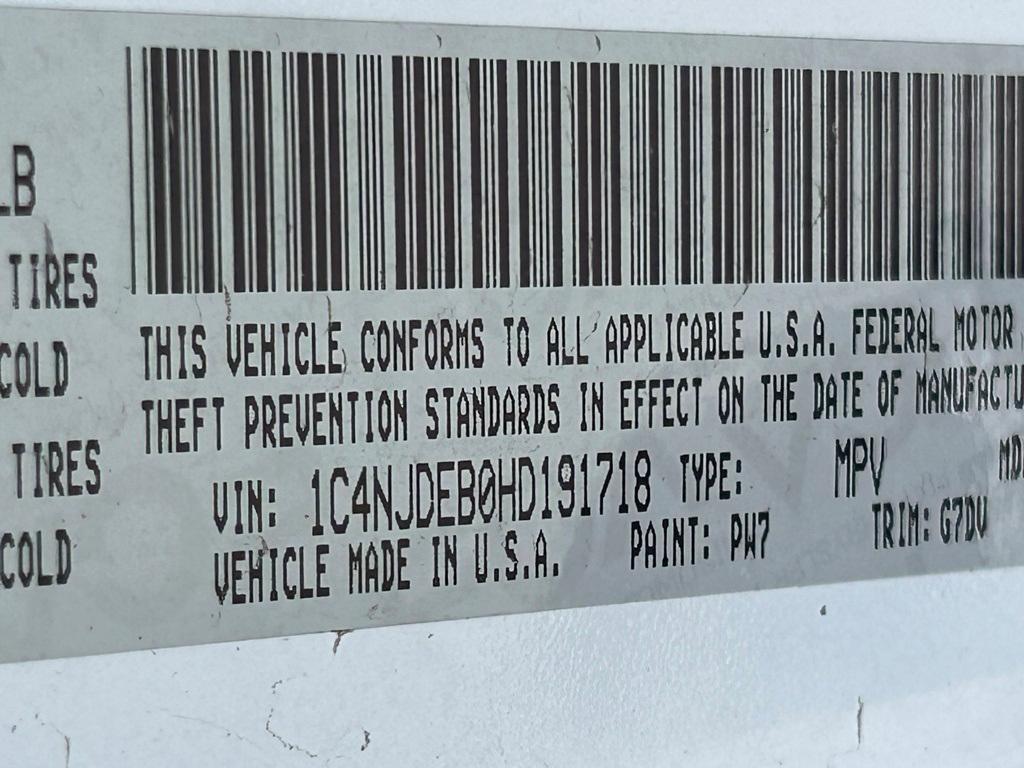 LB
TIRES
COLD
TIRES
COLD
THIS VEHICLE CONFORMS TO ALL APPLICABLE U.S.A. FEDERAL MOTOR
THEFT PREVENTION STANDARDS IN EFFECT ON THE DATE OF MANUFACTU
VIN: 1C4NJDEB0HD191718 TYPE: MPV MD
VEHICLE MADE IN U.S.A. PAINT: PW7 TRIM: G7DV